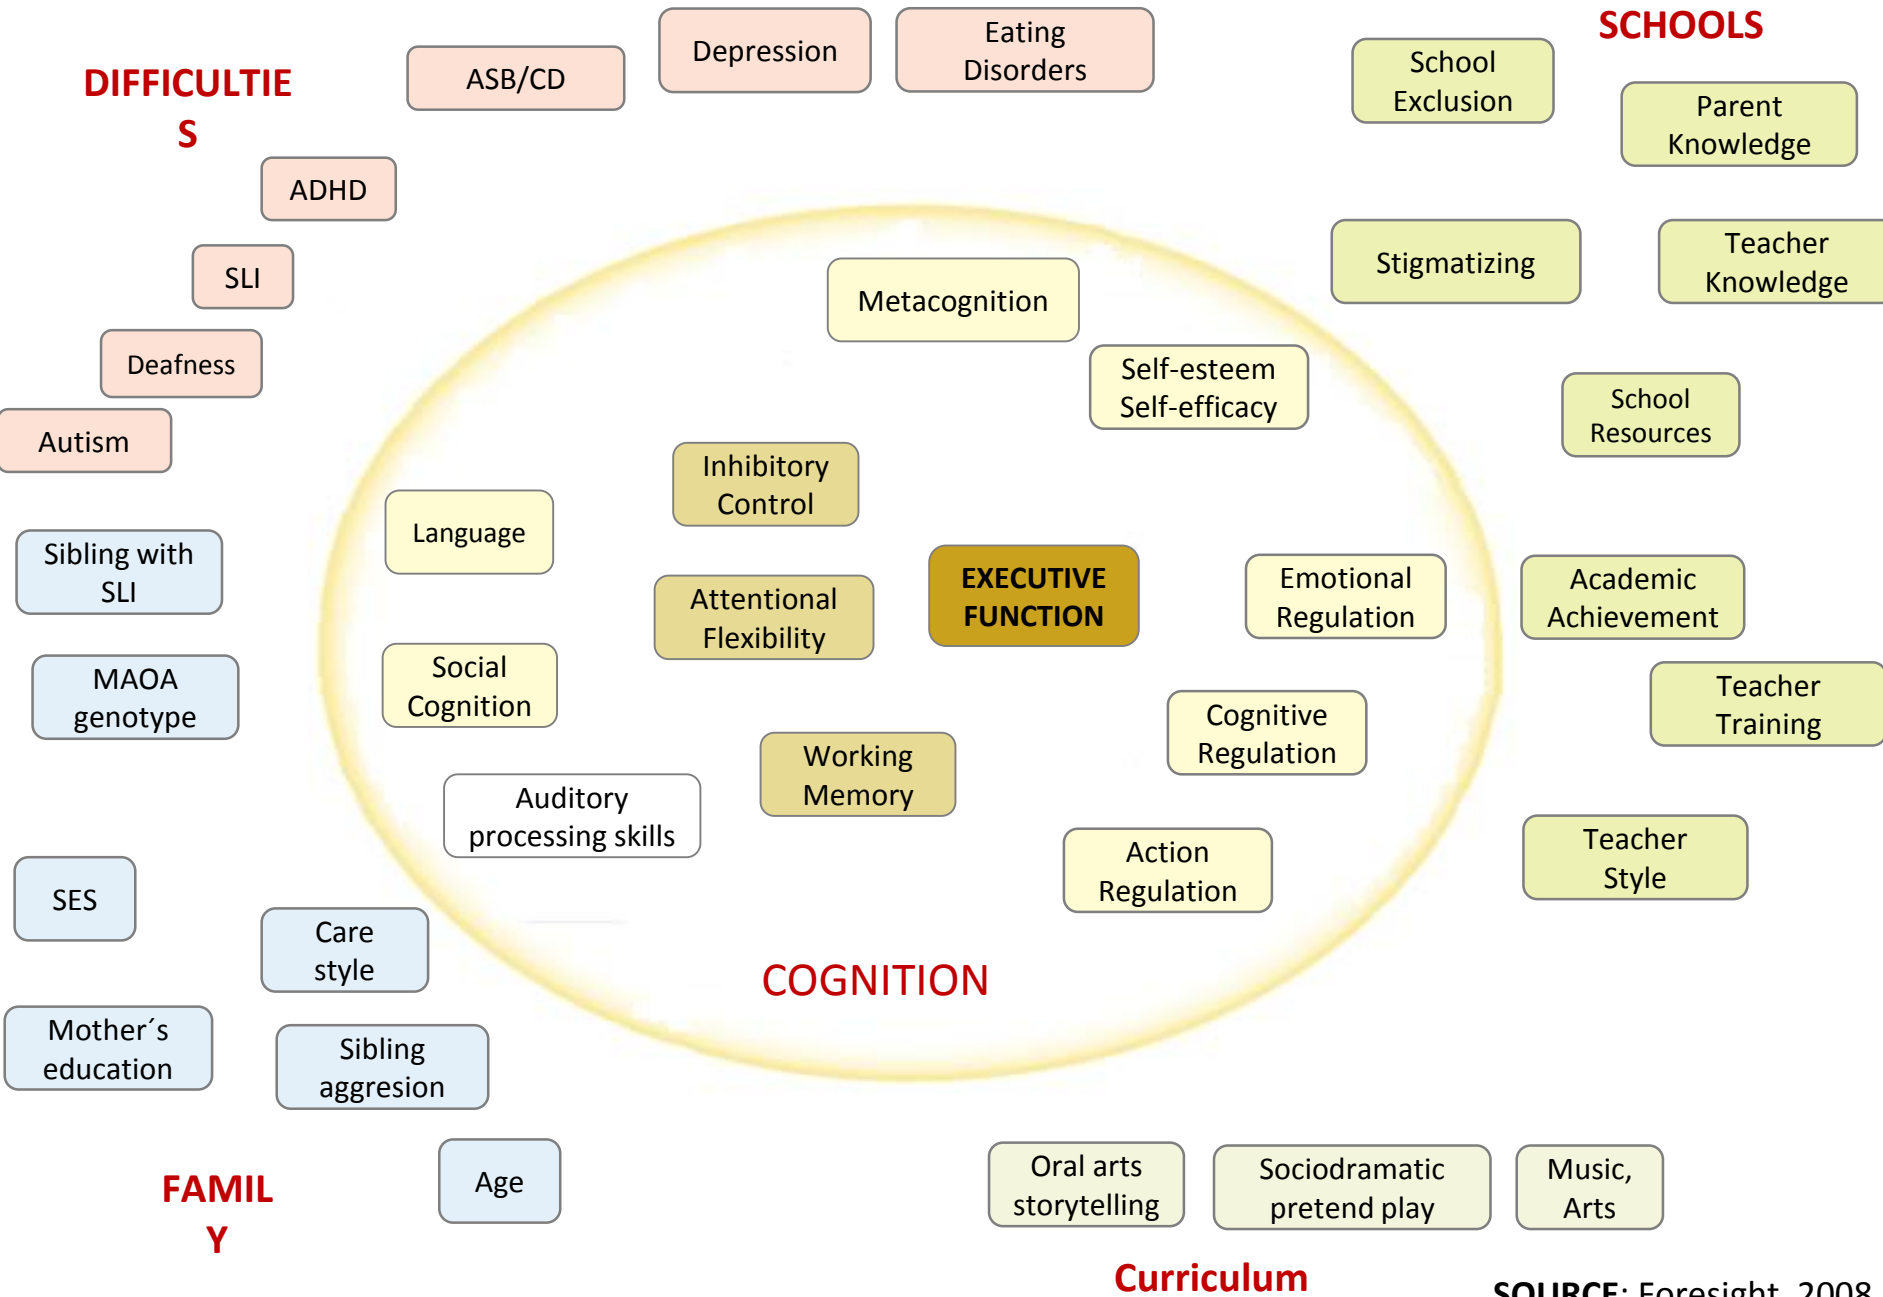 SCHOOLS
DIFFICULTIE
S
ASB/CD
Depression
Eating
Disorders
School
Exclusion
Parent
Knowledge
ADHD
SLI
Deafness
Autism
Stigmatizing
Teacher
Knowledge
School
Resources
Metacognition
Self-esteem
Self-efficacy
Inhibitory
Control
Language
Attentional
Flexibility
EXECUTIVE
FUNCTION
Emotional
Regulation
Social
Cognition
Cognitive
Regulation
Working
Memory
Auditory
processing skills
Action
Regulation
COGNITION
Academic
Achievement
Teacher
Training
Teacher
Style
Sibling with
SLI
MAOA
genotype
SES
Care
style
Mother´s
education
Sibling
aggresion
Age
FAMIL
Y
Oral arts
storytelling
Sociodramatic
pretend play
Music,
Arts
Curriculum
SOURCE: Foresight, 2008